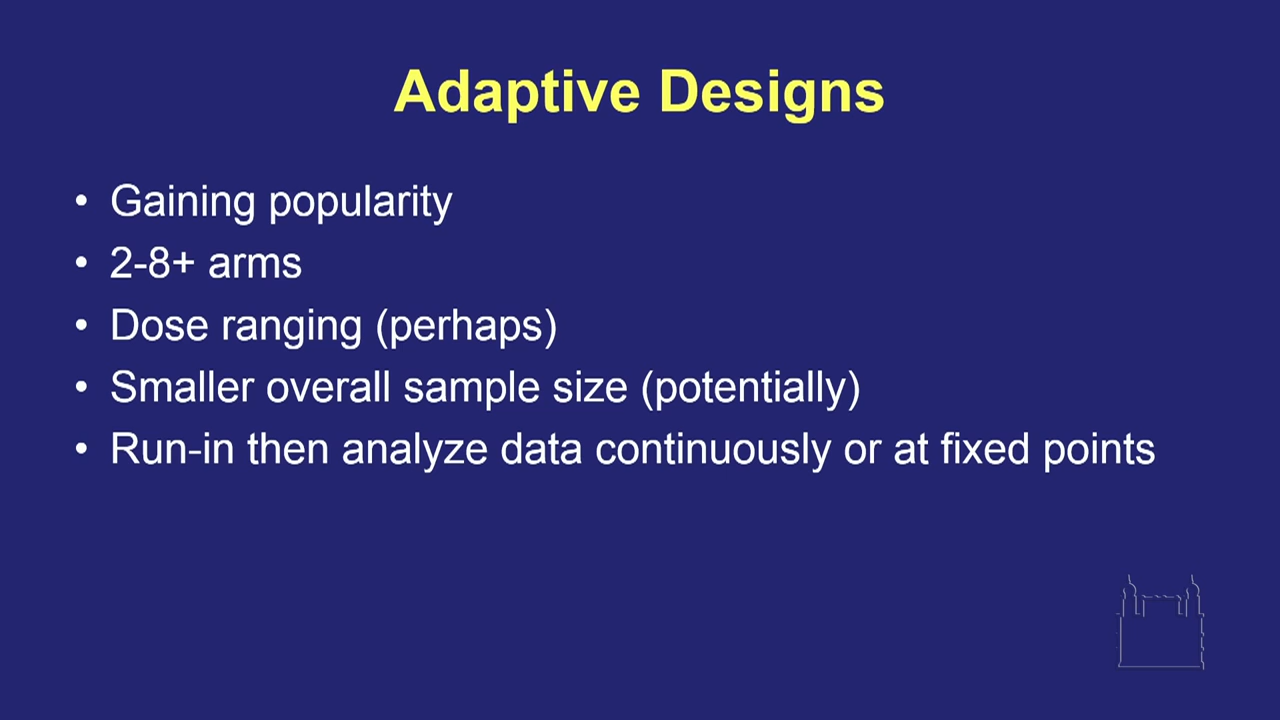 Adaptive Designs
• Gaining popularity
• 2-8+ arms
• Dose ranging (perhaps)
• Smaller overall sample size (potentially)
• Run-in then analyze data continuously or at fixed points